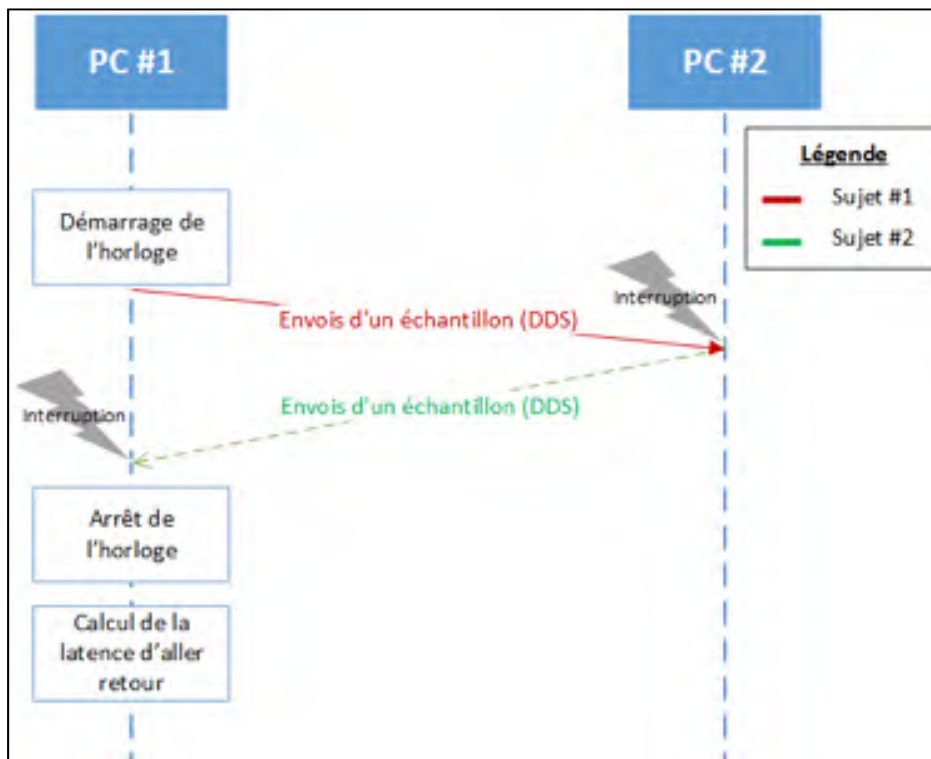 PC #1
PC #2
Légende
Sujet #1
Sujet #2
Démarrage de
l'horloge
Interruption
Envois d'un échantillon (DDS)
Envois d'un échantillon (DDS)
Interruption
Arrêt de
l'horloge
Calcul de la
latence d'aller
retour